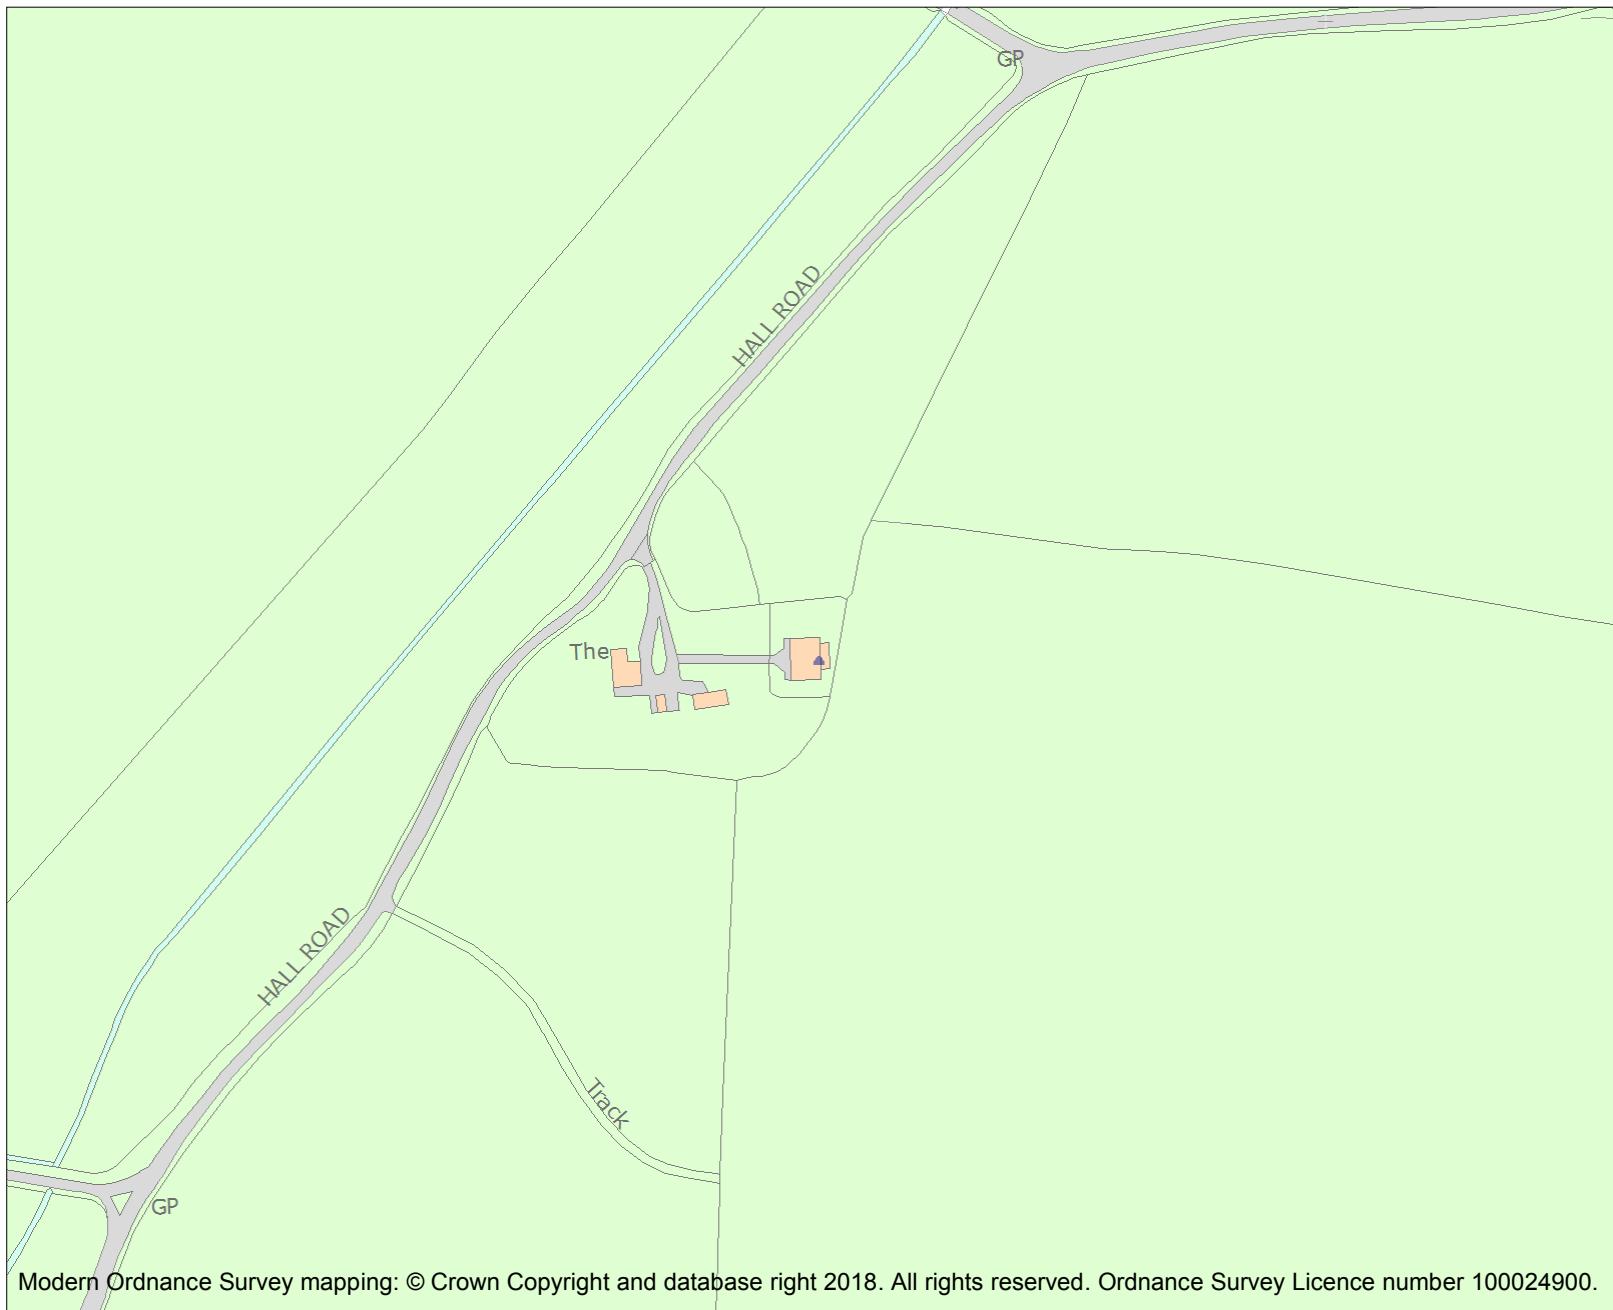 GP
HALL ROAD
The
HALL ROAD
Track
GP
Modern Ordnance Survey mapping: © Crown Copyright and database right 2018. All rights reserved. Ordnance Survey Licence number 100024900.